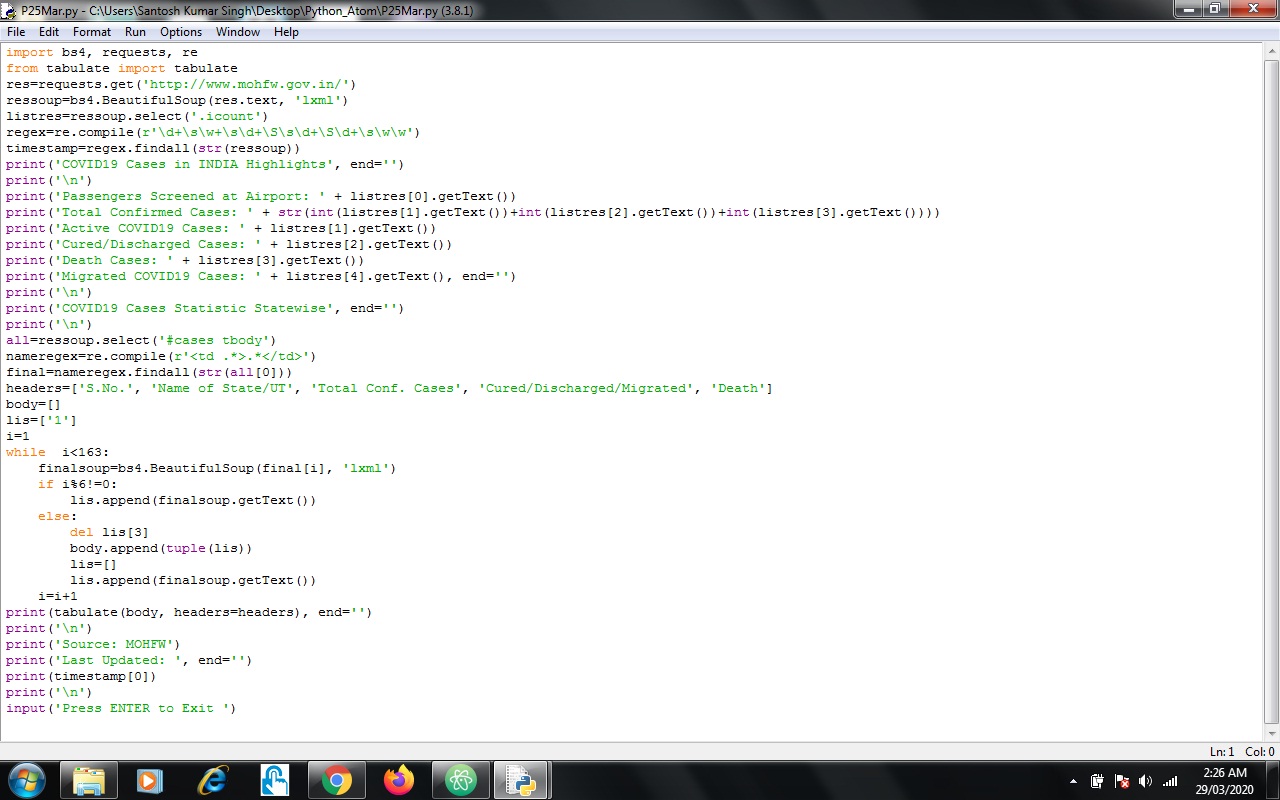 P25Mar.py - C:\Users\Santosh Kumar Singh\Desktop\Python_Atom\P25Mar.py (3.8.1)
File Edit Format Run Options Window Help
import bs4, requests, re
from tabulate import tabulate
res=requests.get('http://www.mohfw.gov.in/')
ressoup=bs4.BeautifulSoup(res.text, 'lxml')
listres=ressoup.select('.icount')
regex=re.compile(r'\d+\s\w+\s\d+\S\s\d+\S\d+\s\w\w')
timestamp=regex.findall(str(ressoup))
print('COVID19 Cases in INDIA Highlights', end='')
print('\n')
print('Passengers Screened at Airport: ' + listres[0].getText())
print('Total Confirmed Cases: ' + str(int(listres[1].getText())+int(listres[2].getText())+int(listres[3].getText())))
print('Active COVID19 Cases: ' + listres[1].getText())
print('Cured/Discharged Cases: ' + listres[2].getText())
print('Death Cases: ' + listres[3].getText())
print('Migrated COVID19 Cases: ' + listres[4].getText(), end='')
print('\n')
print('COVID19 Cases Statistic Statewise', end='')
print('\n')
all=ressoup.select('#cases tbody')
nameregex=re.compile(r'<td .*>.*</td>')
final=nameregex.findall(str(all[0]))
headers=['S.No.', 'Name of State/UT', 'Total Conf. Cases', 'Cured/Discharged/Migrated', 'Death']
body=[]
lis=['1']
i=1
while  i<163:
    finalsoup=bs4.BeautifulSoup(final[i], 'lxml')
    if i%6!=0:
        lis.append(finalsoup.getText())
    else:
        del lis[3]
        body.append(tuple(lis))
        lis=[]
        lis.append(finalsoup.getText())
    i=i+1
print(tabulate(body, headers=headers), end='')
print('\n')
print('Source: MOHFW')
print('Last Updated: ', end='')
print(timestamp[0])
print('\n')
input('Press ENTER to Exit ')
Ln: 1 Col: 0
2:26 AM
29/03/2020